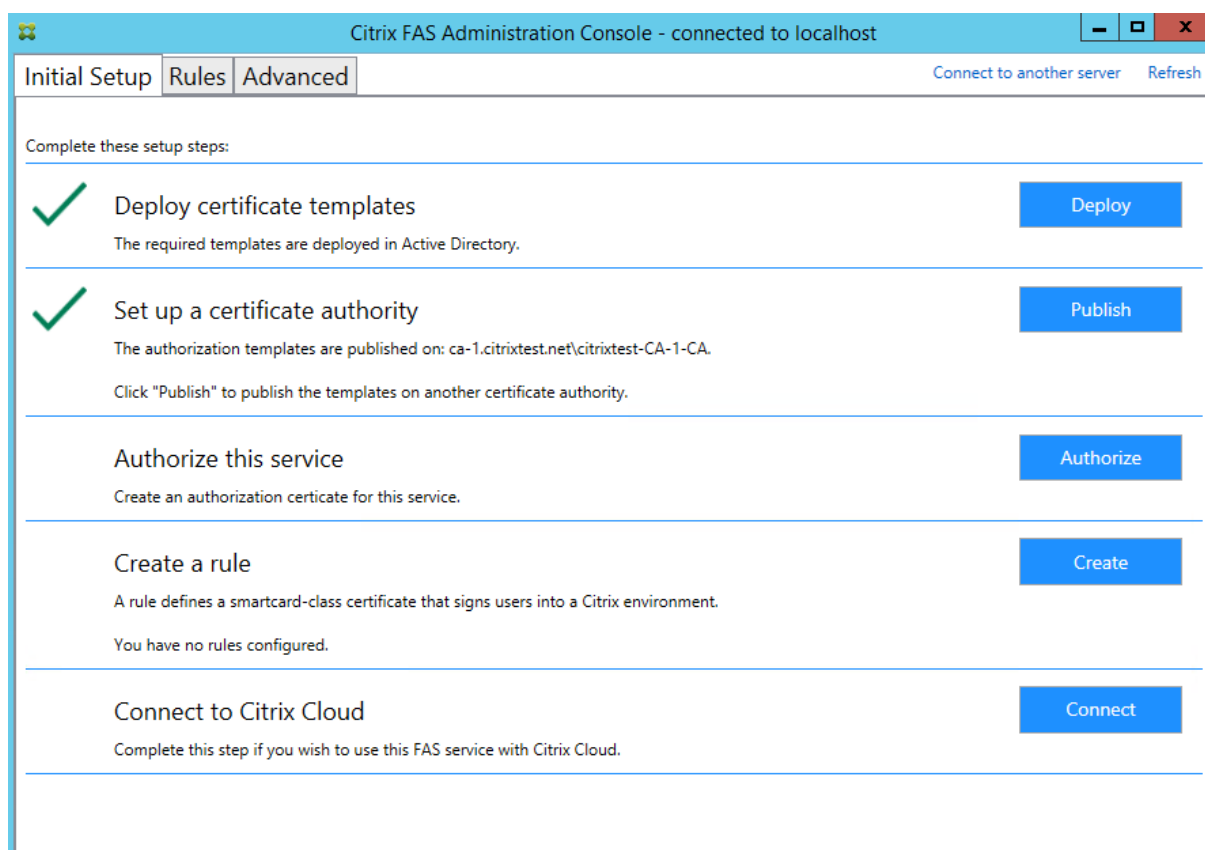 Citrix FAS Administration Console - connected to localhost
Initial Setup Rules Advanced Connect to another server Refresh
Complete these setup steps:
Deploy certificate templates
Deploy
The required templates are deployed in Active Directory.
Set up a certificate authority
Publish
The authorization templates are published on: ca-1.citrixtest.net\citrixtest-CA-1-CA.
Click "Publish" to publish the templates on another certificate authority.
Authorize this service
Authorize
Create an authorization certicate for this service.
Create a rule
Create
A rule defines a smartcard-class certificate that signs users into a Citrix environment.
You have no rules configured.
Connect to Citrix Cloud
Connect
Complete this step if you wish to use this FAS service with Citrix Cloud.